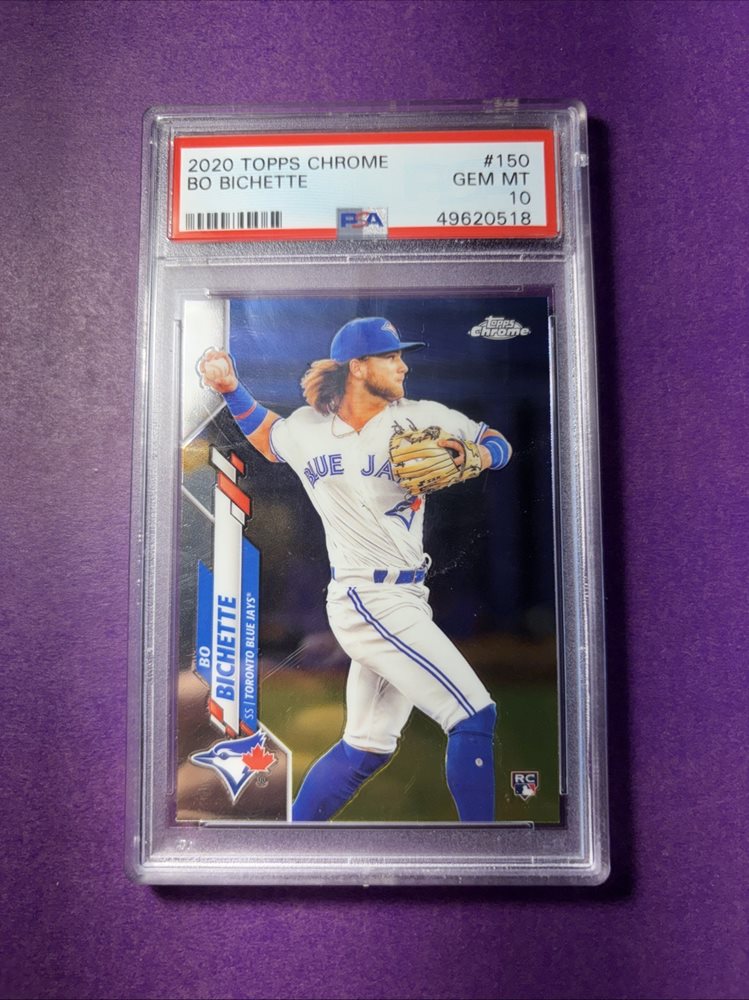 2020 TOPPS CHROME #150
BO BICHETTE GEM MT
10
PSA 49620518
Topps
Chrome
BLUE JA
BO
BICHETTE
SS | TORONTO BLUE JAYS®
RC